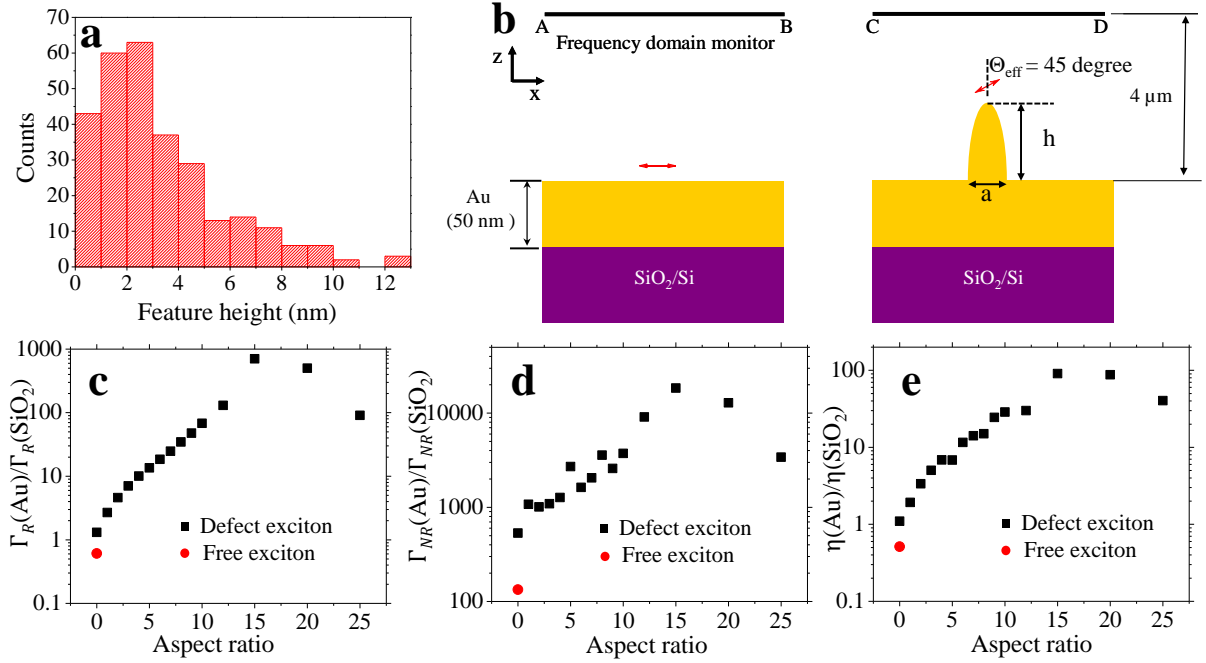 a
Counts
70
60
50
40
30
20
10
0
0 2 4 6 8 10 12
Feature height (nm)
b
A B
Frequency domain monitor
z
x
Au
(50 nm )
SiO₂/Si
C D
Θeff = 45 degree
4 µm
h
a
SiO₂/Si
c
Γ_R(Au)/Γ_R(SiO₂)
1000
100
10
1
0.1
Defect exciton
Free exciton
0 5 10 15 20 25
Aspect ratio
d
Γ_NR(Au)/Γ_NR(SiO₂)
10000
1000
100
Defect exciton
Free exciton
0 5 10 15 20 25
Aspect ratio
e
η(Au)/η(SiO₂)
100
10
1
0.1
Defect exciton
Free exciton
0 5 10 15 20 25
Aspect ratio